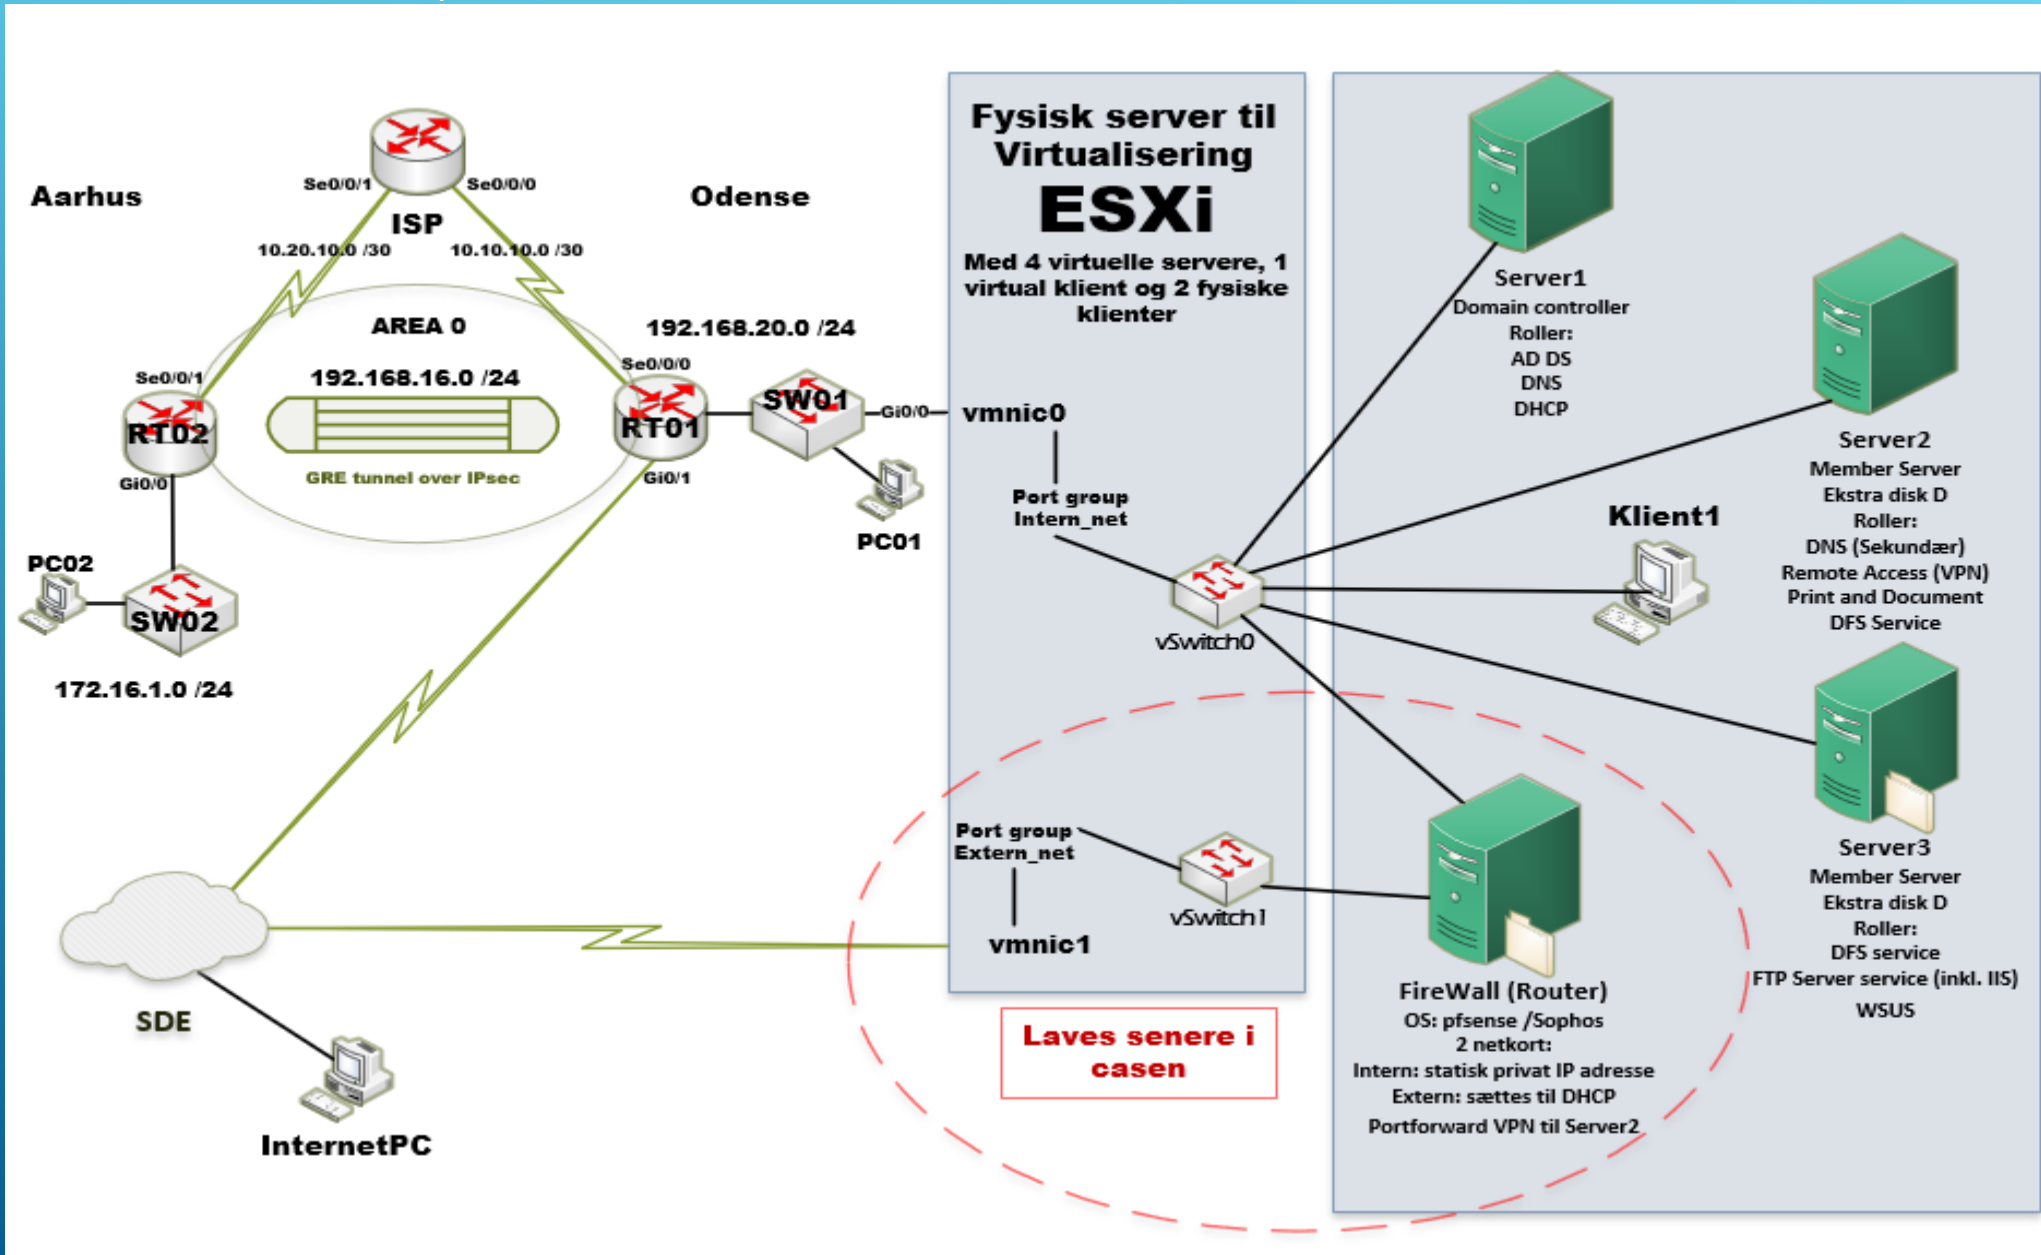 Aarhus
Odense
ISP
Se0/0/1
Se0/0/0
10.20.10.0 /30
10.10.10.0 /30
AREA 0
192.168.16.0 /24
GRE tunnel over IPsec
192.168.20.0 /24
Se0/0/1
RT02
Gi0/0
Se0/0/0
RT01
Gi0/1
SW01
Gi0/0
PC01
PC02
SW02
172.16.1.0 /24
SDE
InternetPC
Fysisk server til
Virtualisering
ESXi
Med 4 virtuelle servere, 1
virtual klient og 2 fysiske
klienter
vmnic0
Port group
Intern_net
vSwitch0
Port group
Extern_net
vmnic1
vSwitch1
Laves senere i
casen
Server1
Domain controller
Roller:
AD DS
DNS
DHCP
Server2
Member Server
Ekstra disk D
Roller:
DNS (Sekundær)
Remote Access (VPN)
Print and Document
DFS Service
Klient1
Server3
Member Server
Ekstra disk D
Roller:
DFS service
FTP Server service (inkl. IIS)
WSUS
FireWall (Router)
OS: pfsense /Sophos
2 netkort:
Intern: statisk privat IP adresse
Extern: sættes til DHCP
Portforward VPN til Server2